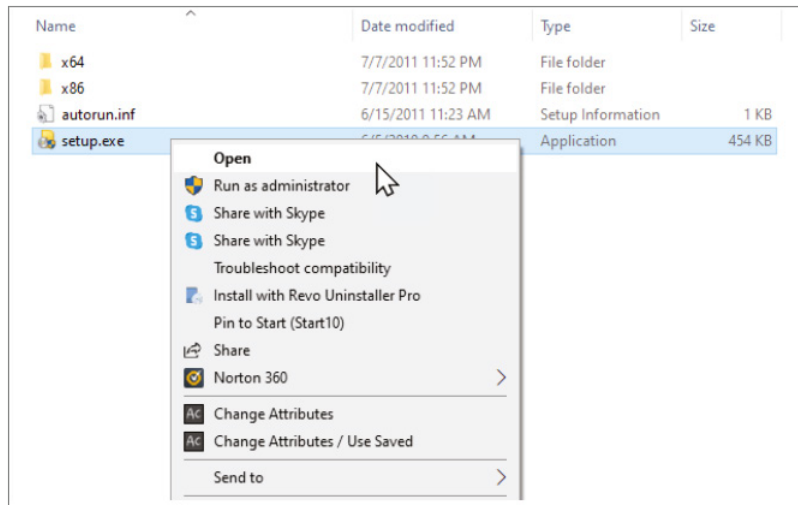 Name Date modified Type Size
x64 7/7/2011 11:52 PM File folder
x86 7/7/2011 11:52 PM File folder
autorun.inf 6/15/2011 11:23 AM Setup Information 1 KB
setup.exe Application 454 KB
Open
Run as administrator
Share with Skype
Share with Skype
Troubleshoot compatibility
Install with Revo Uninstaller Pro
Pin to Start (Start10)
Share
Norton 360
Ac Change Attributes
Ac Change Attributes / Use Saved
Send to